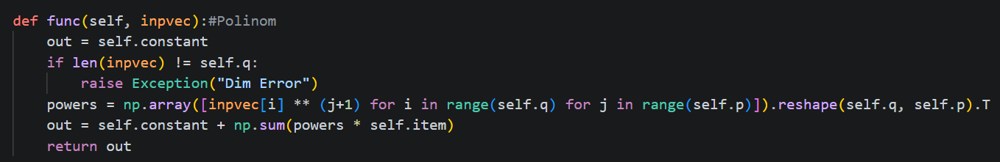 def func(self, inpvec):#Polinom
    out = self.constant
    if len(inpvec) != self.q:
        raise Exception("Dim Error")
    powers = np.array([inpvec[i] ** (j+1) for i in range(self.q) for j in range(self.p)]).reshape(self.q, self.p).T
    out = self.constant + np.sum(powers * self.item)
    return out